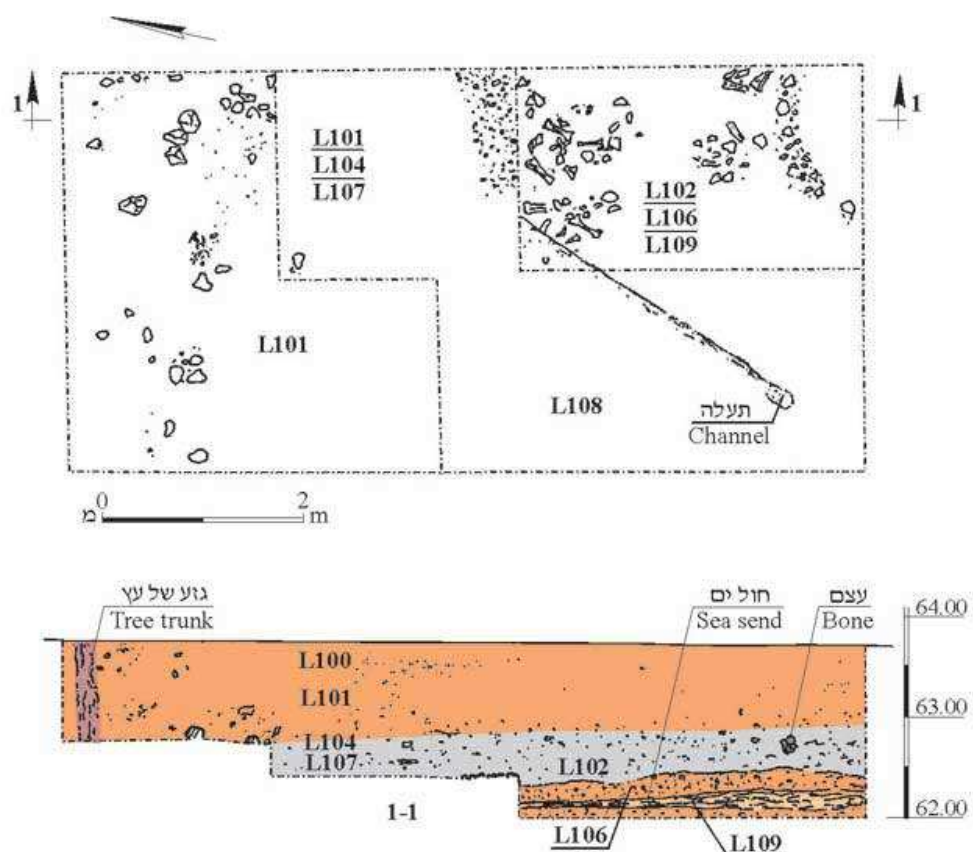 1
1
L101
L104
L107
L102
L106
L109
L101
L108
תעלה
Channel
0 2
מ m
גזע של עץ
Tree trunk
חול ים
Sea send
עצם
Bone
64.00
L100
L101
63.00
L104
L107
L102
62.00
1-1
L106
L109